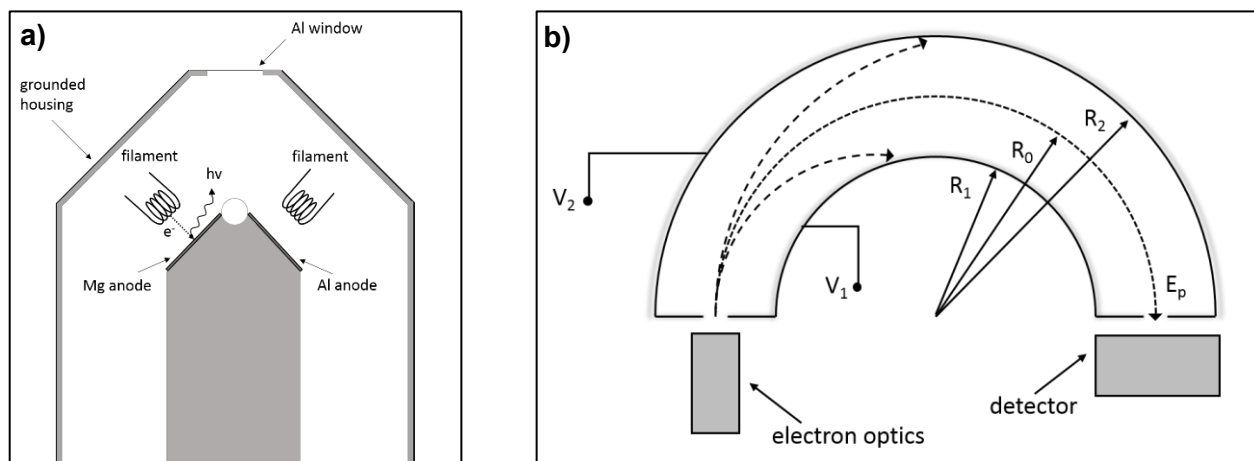 a)
Al window
grounded
housing
filament
filament
hν
e-
Mg anode
Al anode
b)
V₂
R₂
R₀
R₁
V₁
Eₚ
detector
electron optics